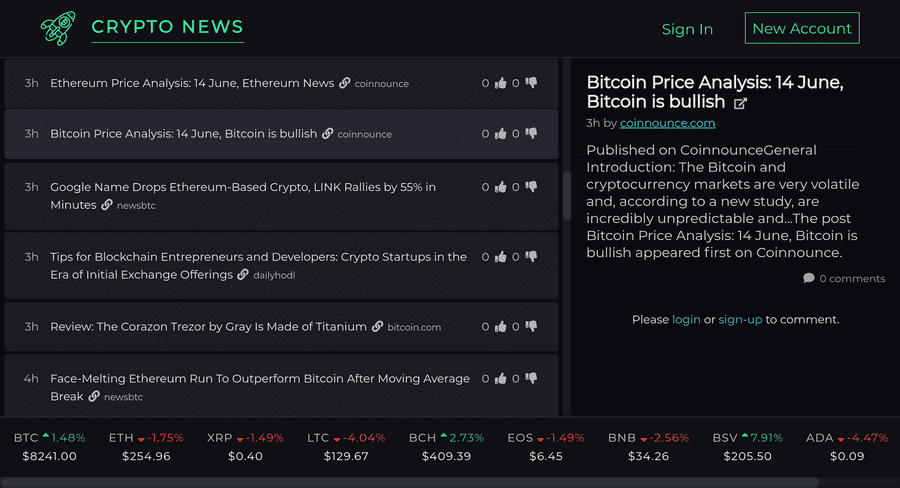 CRYPTO NEWS
Sign In
New Account
3h Ethereum Price Analysis: 14 June, Ethereum News coinnounce 0 0
3h Bitcoin Price Analysis: 14 June, Bitcoin is bullish coinnounce 0 0
3h Google Name Drops Ethereum-Based Crypto, LINK Rallies by 55% in 0 0
Minutes newsbtc
3h Tips for Blockchain Entrepreneurs and Developers: Crypto Startups in the 0 0
Era of Initial Exchange Offerings dailyhodl
3h Review: The Corazon Trezor by Gray Is Made of Titanium bitcoin.com 0 0
4h Face-Melting Ethereum Run To Outperform Bitcoin After Moving Average 0 0
Break newsbtc
Bitcoin Price Analysis: 14 June,
Bitcoin is bullish
3h by coinnounce.com
Published on CoinnounceGeneral
Introduction: The Bitcoin and
cryptocurrency markets are very volatile
and, according to a new study, are
incredibly unpredictable and...The post
Bitcoin Price Analysis: 14 June, Bitcoin is
bullish appeared first on Coinnounce.
0 comments
Please login or sign-up to comment.
BTC 1.48% ETH -1.75% XRP -1.49% LTC -4.04% BCH 2.73% EOS -1.49% BNB -2.56% BSV 7.91% ADA -4.47%
$8241.00 $254.96 $0.40 $129.67 $409.39 $6.45 $34.26 $205.50 $0.09